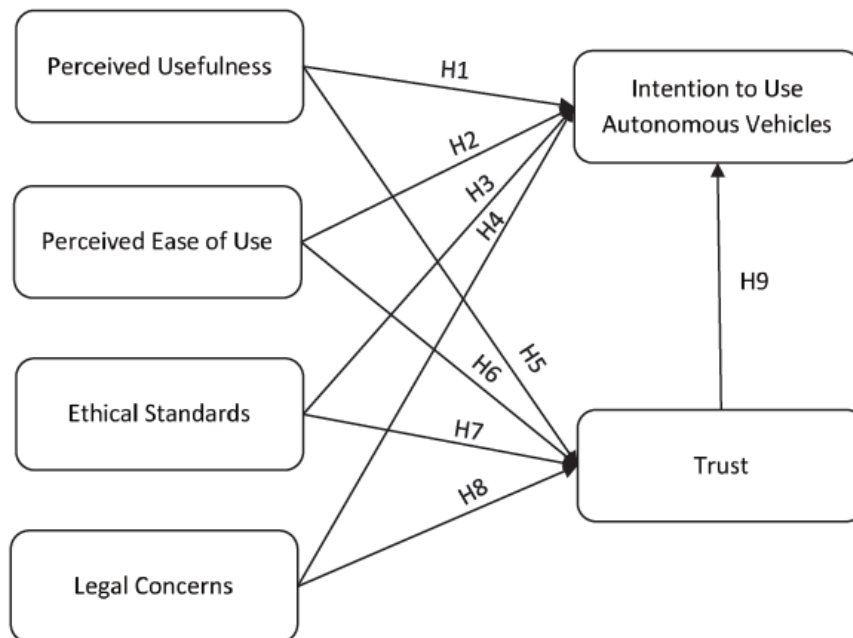 Perceived Usefulness
H1
Intention to Use
Autonomous Vehicles
H2
H3
H4
Perceived Ease of Use
H9
H5
H6
Ethical Standards
H7
Trust
H8
Legal Concerns